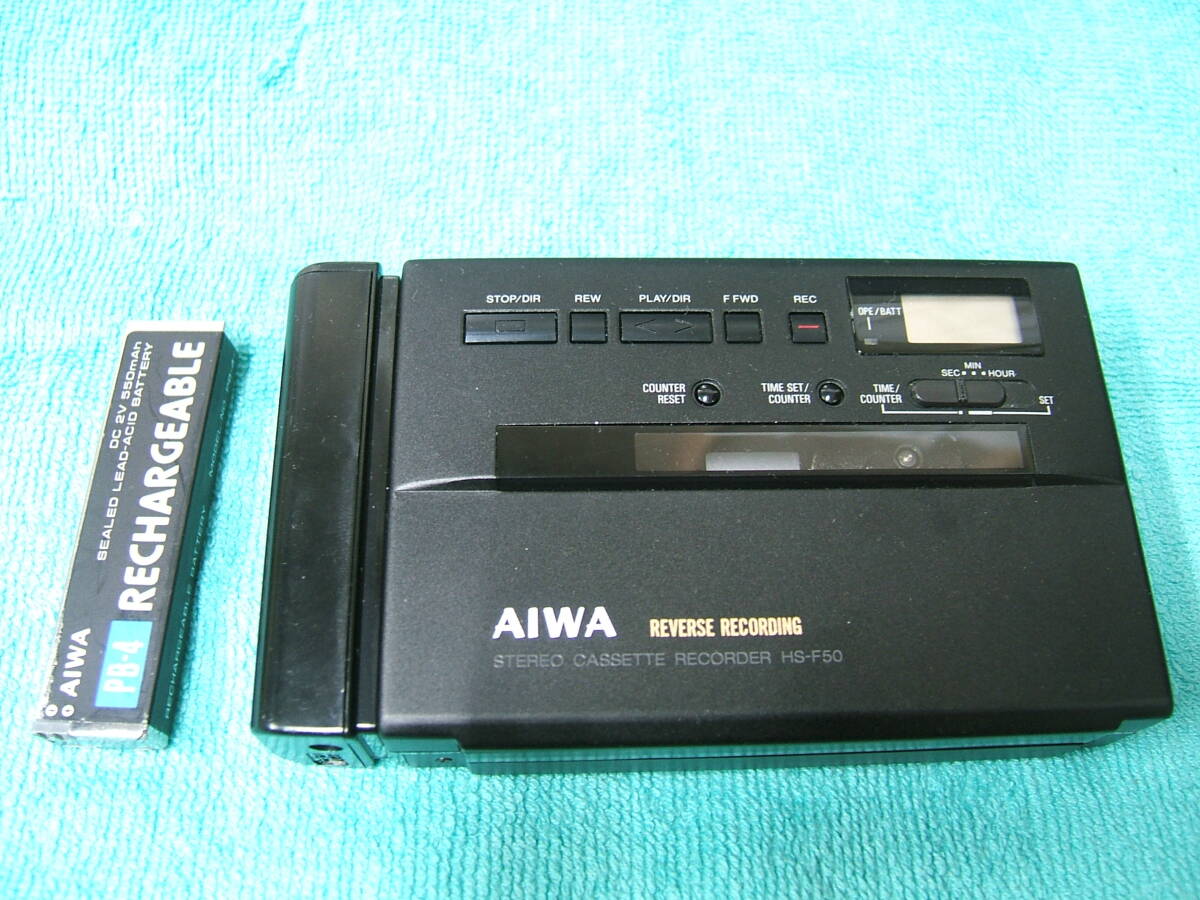 DC 2V 550mAh
SEALED LEAD-ACID BATTERY
RECHARGEABLE
PB-4
AIWA
RECHARGEABLE BATTERY
STOP/DIR REW PLAY/DIR F FWD REC
OPE/BATT
COUNTER RESET
TIME SET/ COUNTER
TIME/ COUNTER
SEC MIN HOUR
SET
AIWA REVERSE RECORDING
STEREO CASSETTE RECORDER HS-F50